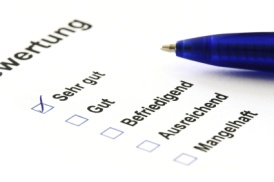 ewertung
Sehr gut
Gut
Befriedigend
Ausreichend
Mangelhaft